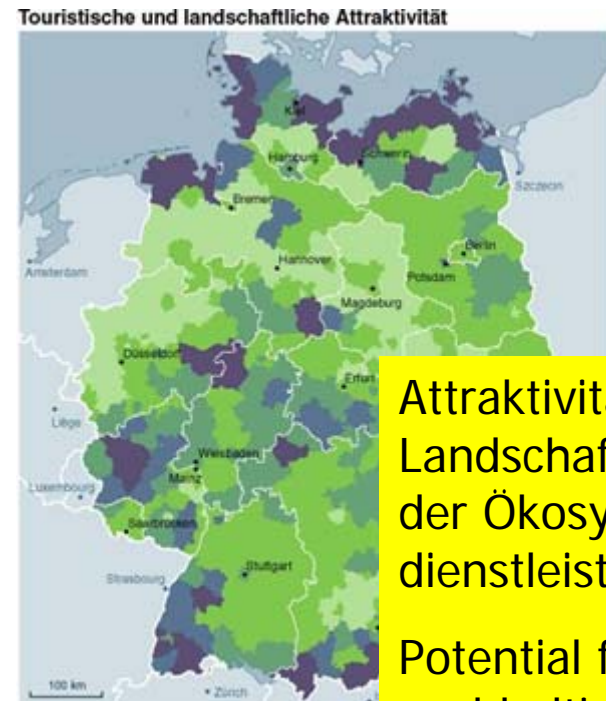 Touristische und landschaftliche Attraktivität
Kiel
Schwerin
Hamburg
Szczecin
Bremen
Berlin
Amsterdam
Hannover
Potsdam
Magdeburg
Düsseldorf
Erfurt
Liège
Wiesbaden
Mainz
Luxembourg
Saarbrücken
Stuttgart
Strasbourg
100 km
Zürich
Attraktivit
Landschaf
der Ökosy
dienstleist
Potential f